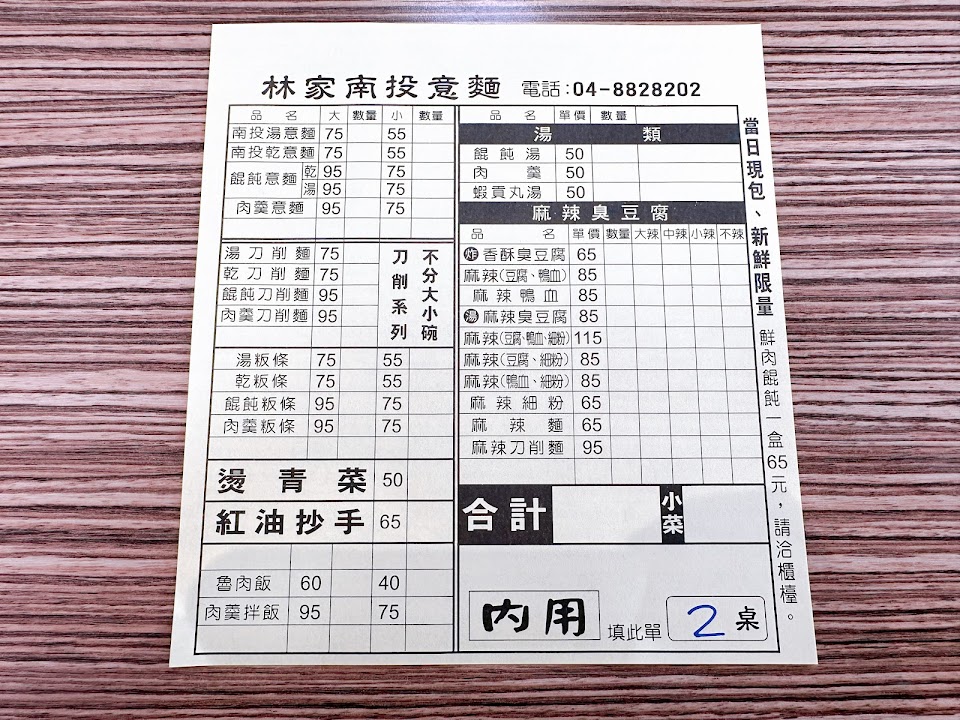 林家南投意麵 電話:04-8828202
品名 大 數量 小 數量
南投湯意麵 75 55
南投乾意麵 75 55
餛飩意麵 乾 95 75
湯 95 75
肉羹意麵 95 75
湯刀削麵 75
乾刀削麵 75
餛飩刀削麵 95
肉羹刀削麵 95
不分大小碗
刀削系列
湯粄條 75 55
乾粄條 75 55
餛飩粄條 95 75
肉羹粄條 95 75
燙青菜 50
紅油抄手 65
魯肉飯 60 40
肉羹拌飯 95 75
品名 單價 數量
湯類
餛飩湯 50
肉羹 50
蝦貢丸湯 50
麻辣臭豆腐
品名 單價 數量 大辣 中辣 小辣 不辣
炸 香酥臭豆腐 65
麻辣(豆腐、鴨血) 85
麻辣鴨血 85
湯 麻辣臭豆腐 85
麻辣(豆腐、鴨血、細粉) 115
麻辣(豆腐、細粉) 85
麻辣(鴨血、細粉) 85
麻辣細粉 65
麻辣麵 65
麻辣刀削麵 95
合計 小菜
內用 填此單 2 桌
當日現包、新鮮限量 鮮肉餛飩一盒65元,請洽櫃檯。